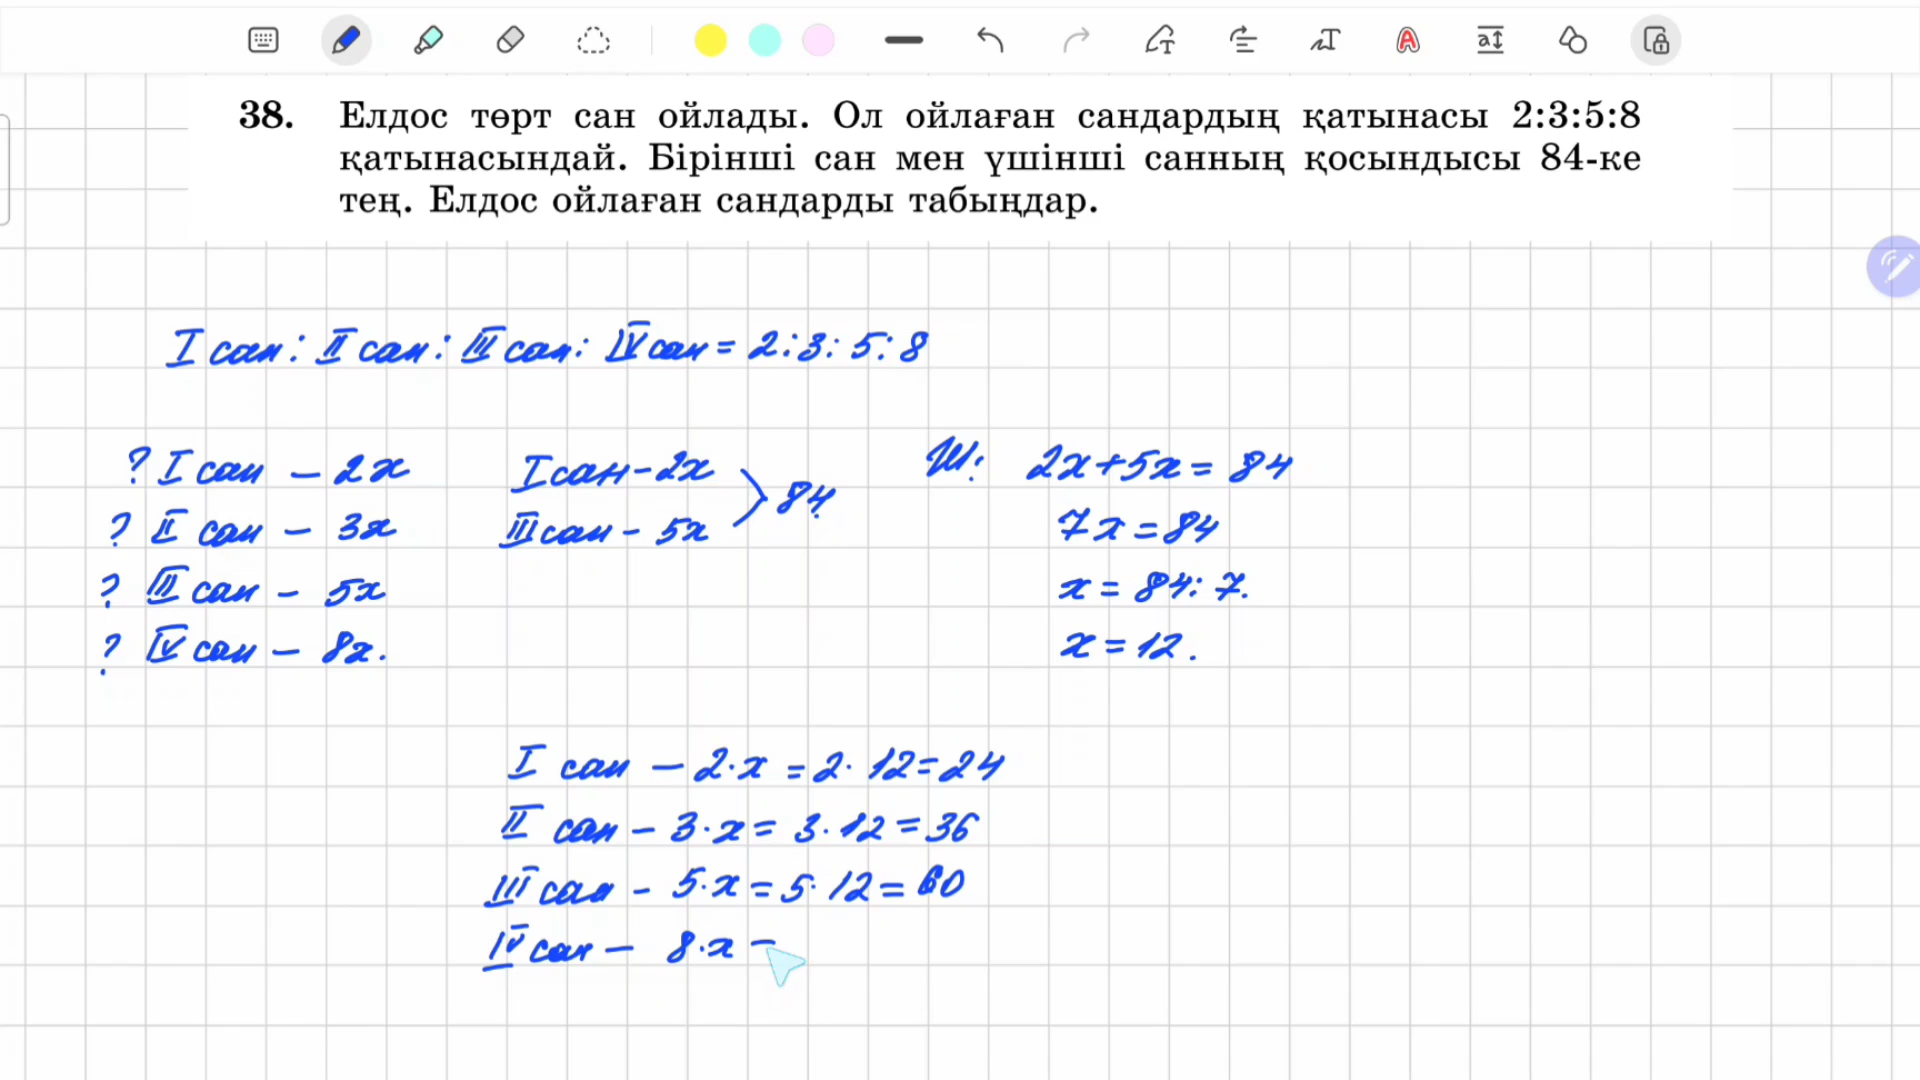 38. Елдос төрт сан ойлады. Ол ойлаған сандардың қатынасы 2:3:5:8
қатынасындай. Бірінші сан мен үшінші санның қосындысы 84-ке
тең. Елдос ойлаған сандарды табыңдар.
I сан : II сан : III сан : IV сан = 2 : 3 : 5 : 8
? I сан – 2x
? II сан – 3x
? III сан – 5x
? IV сан – 8x.
I сан – 2x
III сан – 5x
84
Ш: 2x + 5x = 84
7x = 84
x = 84 : 7.
x = 12.
I сан – 2·x = 2·12 = 24
II сан – 3·x = 3·12 = 36
III сан – 5·x = 5·12 = 60
IV сан – 8·x =